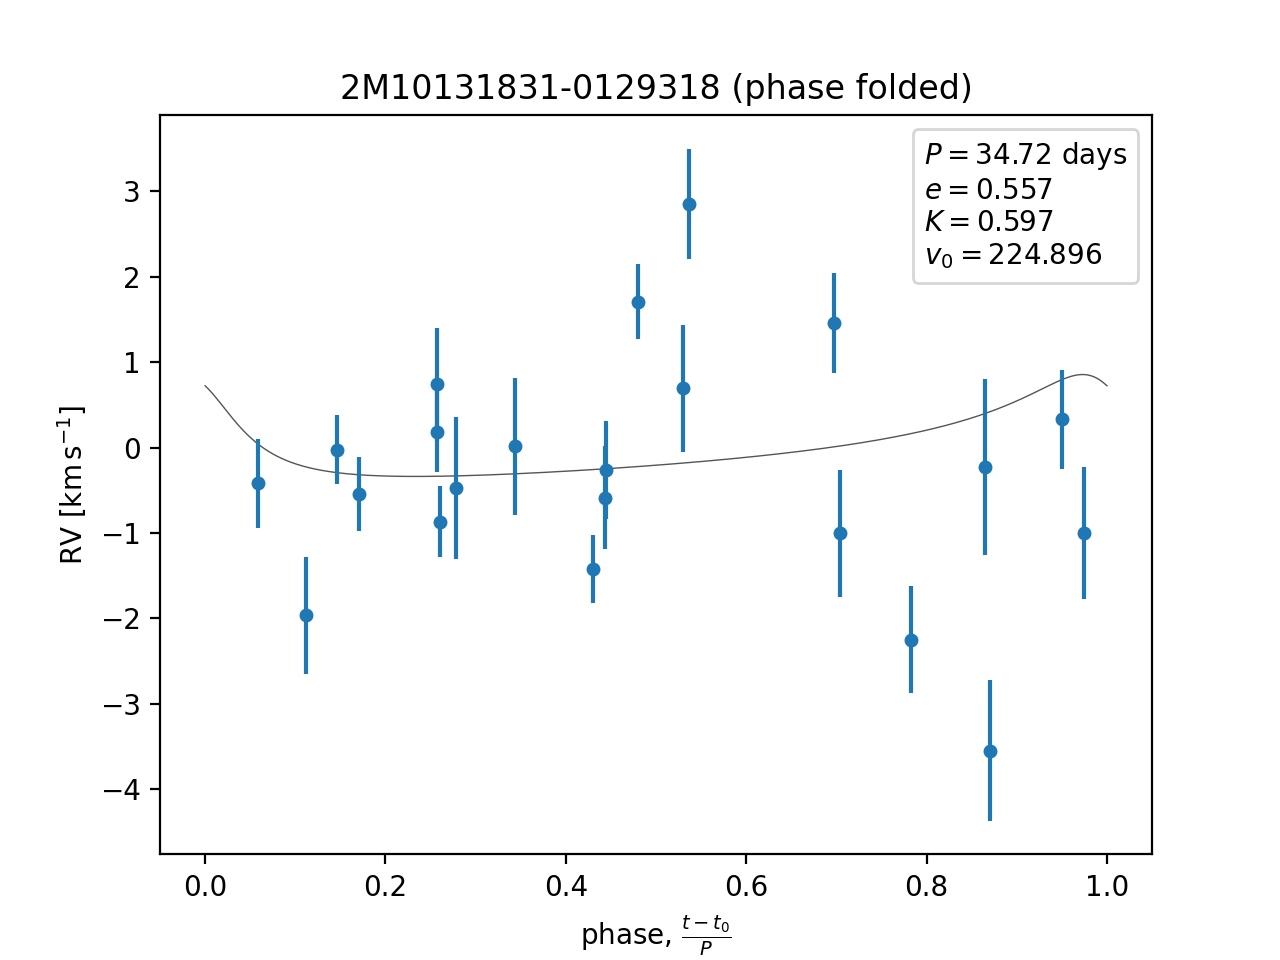 2M10131831-0129318 (phase folded)
P = 34.72 days
e = 0.557
K = 0.597
v₀ = 224.896
RV [km s⁻¹]
3
2
1
0
−1
−2
−3
−4
0.0 0.2 0.4 0.6 0.8 1.0
phase, (t − t₀)/P